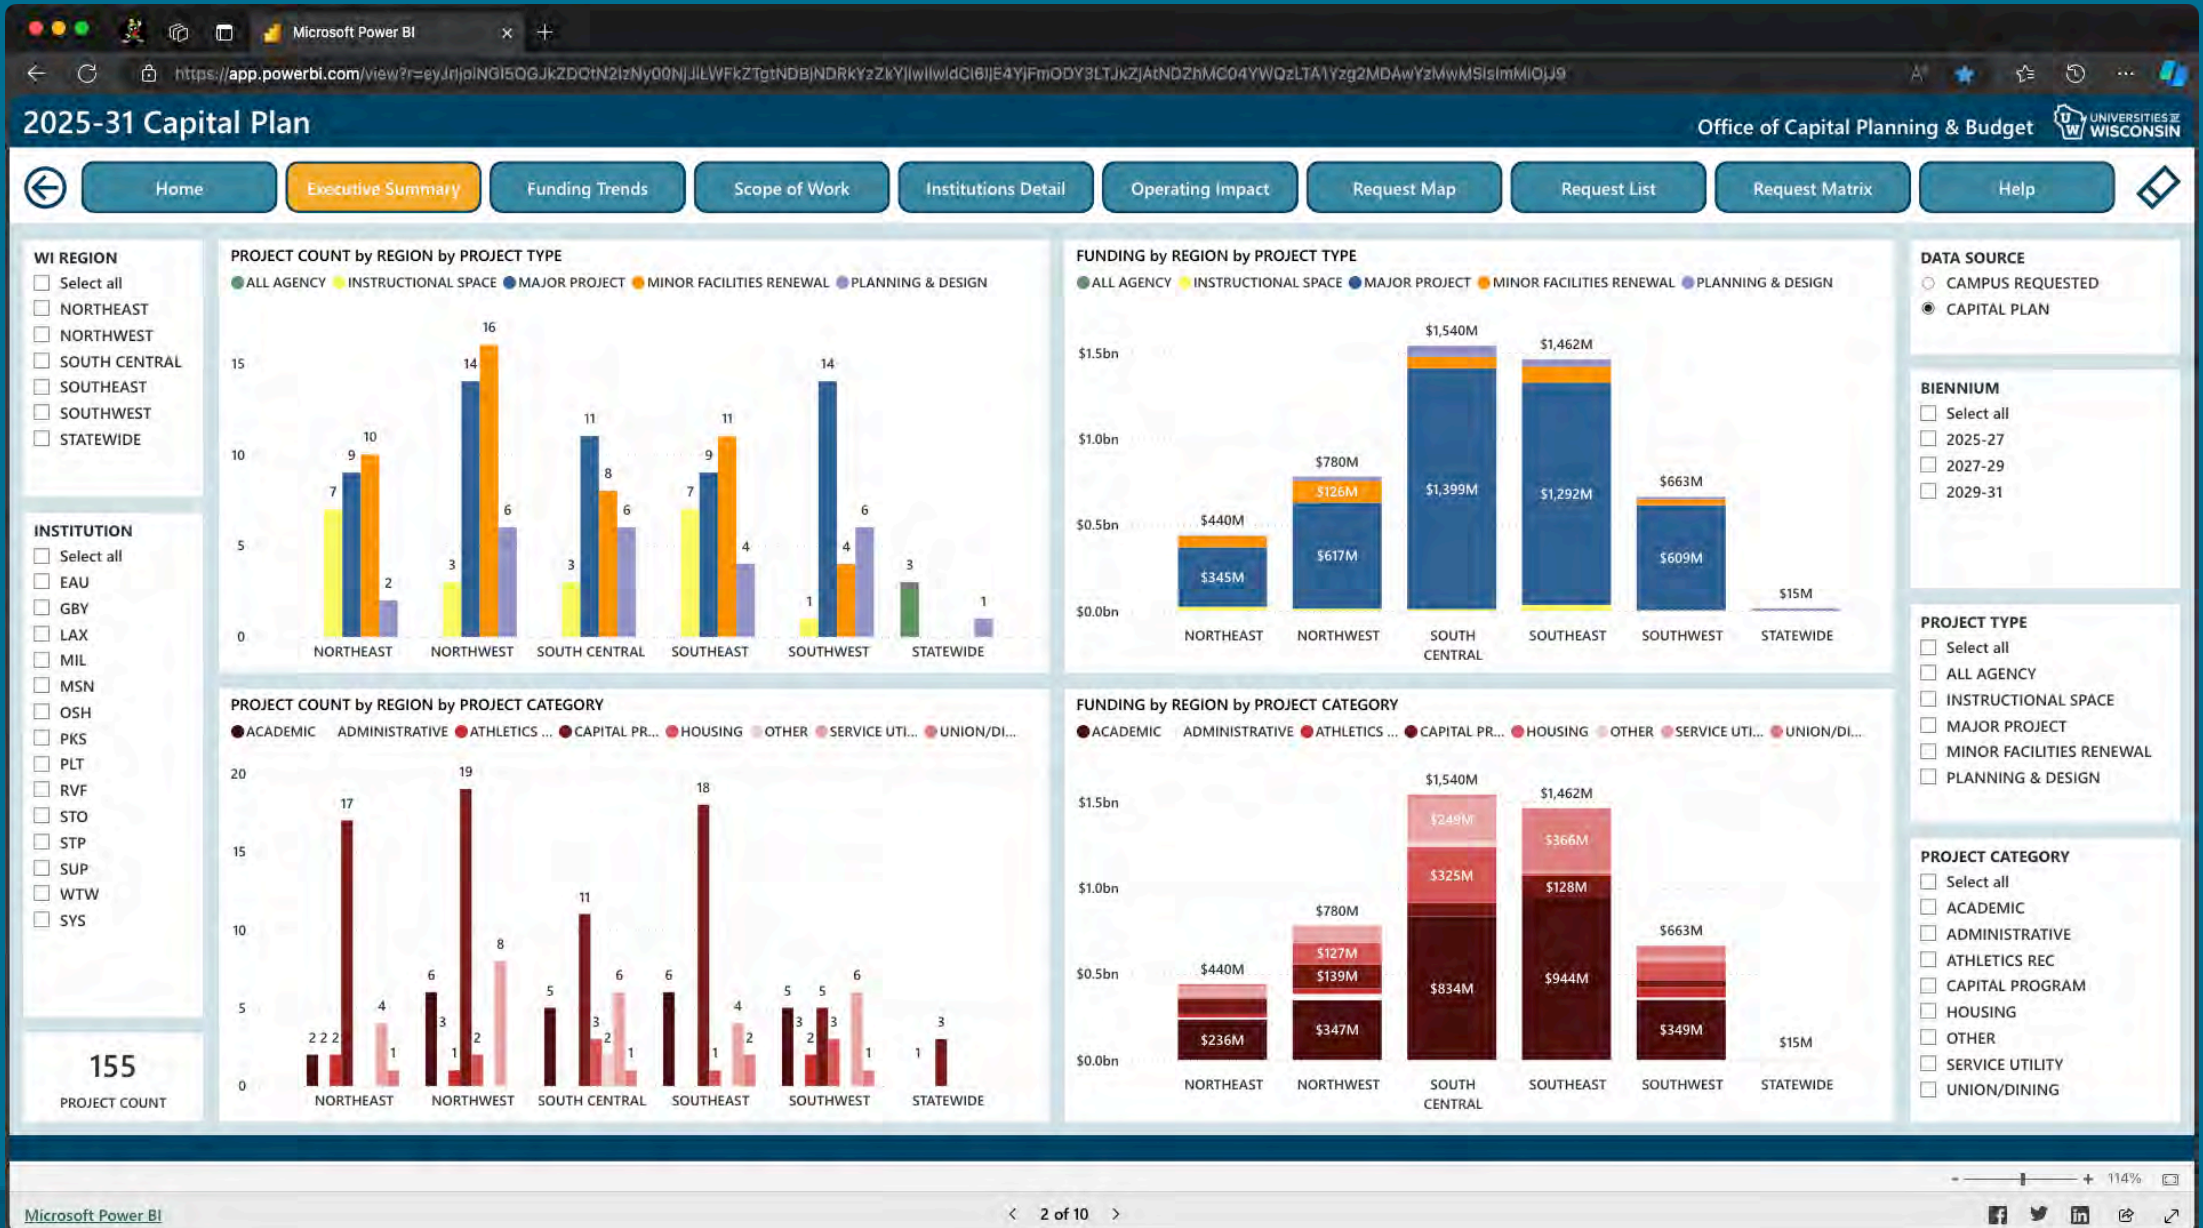 Microsoft Power BI
2025-31 Capital Plan
Office of Capital Planning & Budget
UNIVERSITIES OF
WISCONSIN
U
W
Home
Executive Summary
Funding Trends
Scope of Work
Institutions Detail
Operating Impact
Request Map
Request List
Request Matrix
Help
WI REGION
Select all
NORTHEAST
NORTHWEST
SOUTH CENTRAL
SOUTHEAST
SOUTHWEST
STATEWIDE
INSTITUTION
Select all
EAU
GBY
LAX
MIL
MSN
OSH
PKS
PLT
RVF
STO
STP
SUP
WTW
SYS
155
PROJECT COUNT
PROJECT COUNT by REGION by PROJECT TYPE
ALL AGENCY INSTRUCTIONAL SPACE MAJOR PROJECT MINOR FACILITIES RENEWAL PLANNING & DESIGN
15
10
5
0
7 9 10 2
3 14 16 6
3 11 8 6
7 9 11 4
1 14 4 6
3 1
NORTHEAST NORTHWEST SOUTH CENTRAL SOUTHEAST SOUTHWEST STATEWIDE
FUNDING by REGION by PROJECT TYPE
ALL AGENCY INSTRUCTIONAL SPACE MAJOR PROJECT MINOR FACILITIES RENEWAL PLANNING & DESIGN
$1.5bn
$1.0bn
$0.5bn
$0.0bn
$440M
$345M
$780M
$126M
$617M
$1,540M
$1,399M
$1,462M
$1,292M
$663M
$609M
$15M
NORTHEAST NORTHWEST SOUTH CENTRAL SOUTHEAST SOUTHWEST STATEWIDE
PROJECT COUNT by REGION by PROJECT CATEGORY
ACADEMIC ADMINISTRATIVE ATHLETICS ... CAPITAL PR... HOUSING OTHER SERVICE UTI... UNION/DI...
20
15
10
5
0
2 2 2 17 4 1
6 3 1 19 2 8
5 11 3 2 6 1
6 18 1 4 2
5 3 2 5 3 6 1
1 3
NORTHEAST NORTHWEST SOUTH CENTRAL SOUTHEAST SOUTHWEST STATEWIDE
FUNDING by REGION by PROJECT CATEGORY
ACADEMIC ADMINISTRATIVE ATHLETICS ... CAPITAL PR... HOUSING OTHER SERVICE UTI... UNION/DI...
$1.5bn
$1.0bn
$0.5bn
$0.0bn
$440M
$236M
$780M
$127M
$139M
$347M
$1,540M
$249M
$325M
$834M
$1,462M
$366M
$128M
$944M
$663M
$349M
$15M
NORTHEAST NORTHWEST SOUTH CENTRAL SOUTHEAST SOUTHWEST STATEWIDE
DATA SOURCE
CAMPUS REQUESTED
CAPITAL PLAN
BIENNIUM
Select all
2025-27
2027-29
2029-31
PROJECT TYPE
Select all
ALL AGENCY
INSTRUCTIONAL SPACE
MAJOR PROJECT
MINOR FACILITIES RENEWAL
PLANNING & DESIGN
PROJECT CATEGORY
Select all
ACADEMIC
ADMINISTRATIVE
ATHLETICS REC
CAPITAL PROGRAM
HOUSING
OTHER
SERVICE UTILITY
UNION/DINING
- + 114%
Microsoft Power BI
2 of 10